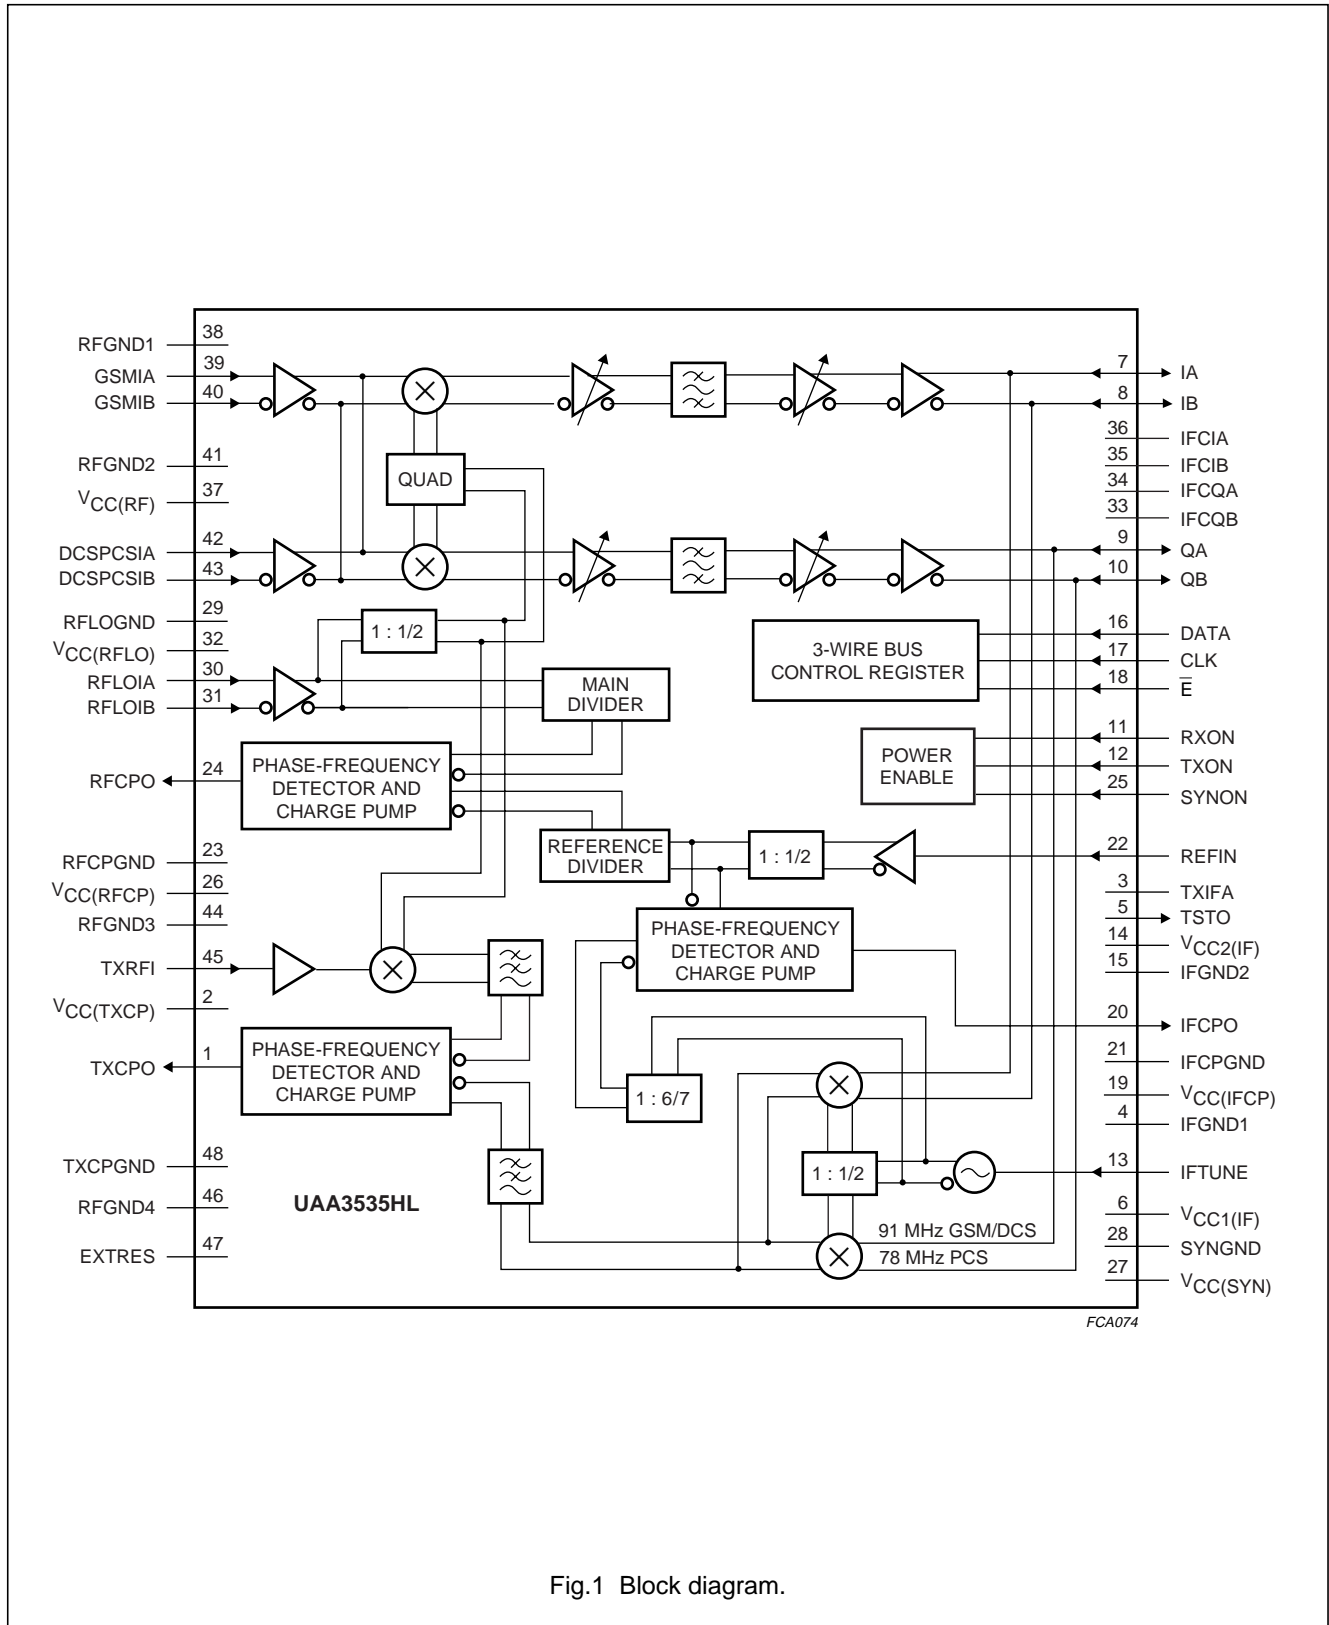 RFGND1 38
GSMIA 39
GSMIB 40
RFGND2 41
VCC(RF) 37
DCSPCSIA 42
DCSPCSIB 43
RFLOGND 29
VCC(RFLO) 32
RFLOIA 30
RFLOIB 31
RFCPO 24
RFCPGND 23
VCC(RFCP) 26
RFGND3 44
TXRFI 45
VCC(TXCP) 2
TXCPO 1
TXCPGND 48
RFGND4 46
EXTRES 47
QUAD
1 : 1/2
MAIN
DIVIDER
PHASE-FREQUENCY
DETECTOR AND
CHARGE PUMP
REFERENCE
DIVIDER
1 : 1/2
3-WIRE BUS
CONTROL REGISTER
POWER
ENABLE
PHASE-FREQUENCY
DETECTOR AND
CHARGE PUMP
PHASE-FREQUENCY
DETECTOR AND
CHARGE PUMP
1 : 6/7
1 : 1/2
UAA3535HL
91 MHz GSM/DCS
78 MHz PCS
7 IA
8 IB
36 IFCIA
35 IFCIB
34 IFCQA
33 IFCQB
9 QA
10 QB
16 DATA
17 CLK
18 E̅
11 RXON
12 TXON
25 SYNON
22 REFIN
3 TXIFA
5 TSTO
14 VCC2(IF)
15 IFGND2
20 IFCPO
21 IFCPGND
19 VCC(IFCP)
4 IFGND1
13 IFTUNE
6 VCC1(IF)
28 SYNGND
27 VCC(SYN)
FCA074
Fig.1 Block diagram.